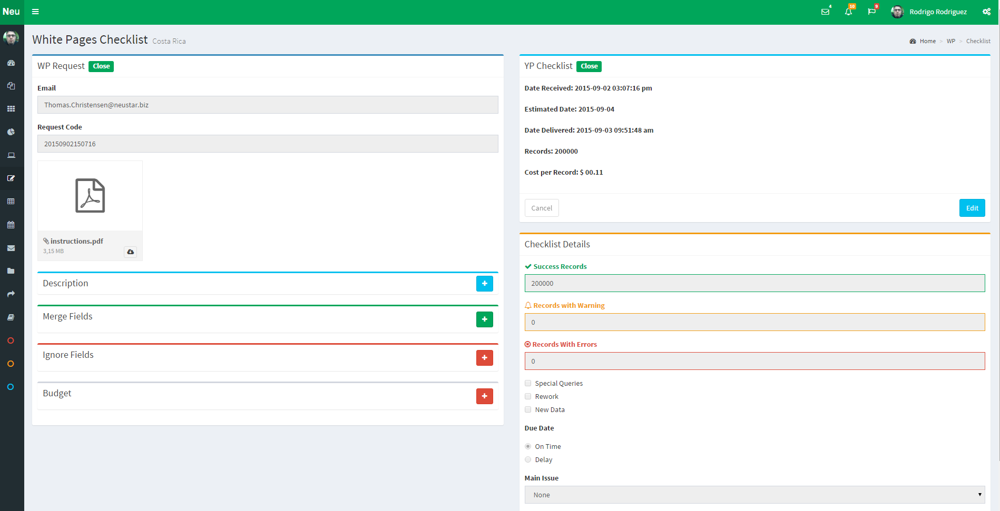 Neu
4
10
9
Rodrigo Rodriguez
White Pages Checklist Costa Rica
Home > WP > Checklist
WP Request Close
Email
Thomas.Christensen@neustar.biz
Request Code
20150902150716
instructions.pdf
3,15 MB
Description
Merge Fields
Ignore Fields
Budget
YP Checklist Close
Date Received: 2015-09-02 03:07:16 pm
Estimated Date: 2015-09-04
Date Delivered: 2015-09-03 09:51:48 am
Records: 200000
Cost per Record: $ 00.11
Cancel
Edit
Checklist Details
Success Records
200000
Records with Warning
0
Records With Errors
0
Special Queries
Rework
New Data
Due Date
On Time
Delay
Main Issue
None